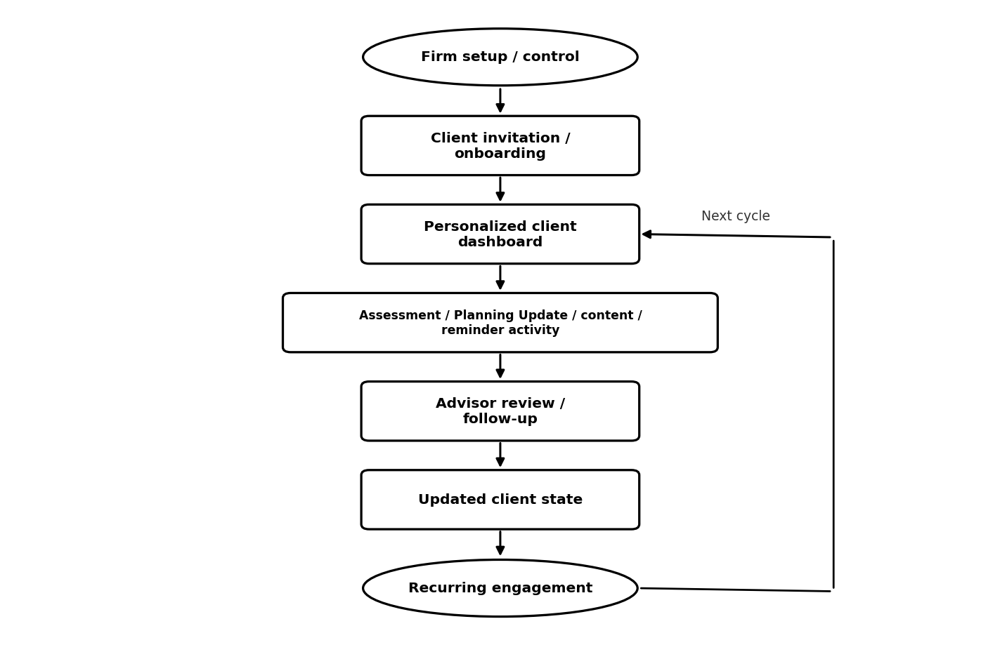 Firm setup / control
Client invitation /
onboarding
Personalized client
dashboard
Next cycle
Assessment / Planning Update / content /
reminder activity
Advisor review /
follow-up
Updated client state
Recurring engagement